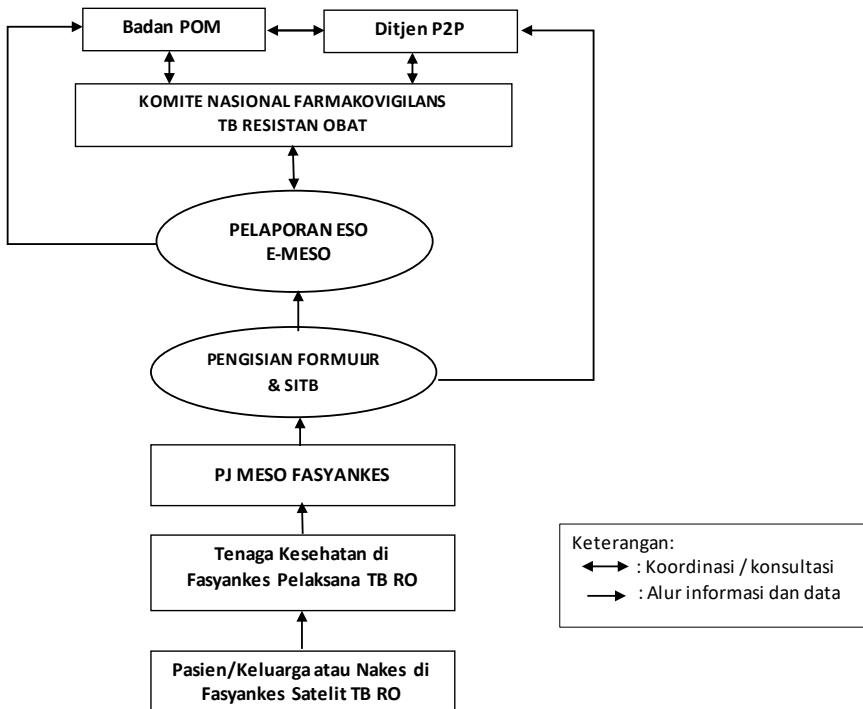 Badan POM
Ditjen P2P
KOMITE NASIONAL FARMAKOVIGILANS
TB RESISTAN OBAT
PELAPORAN ESO
E-MESO
PENGISIAN FORMULIR
& SITB
PJ MESO FASYANKES
Tenaga Kesehatan di
Fasyankes Pelaksana TB RO
Pasien/Keluarga atau Nakes di
Fasyankes Satelit TB RO
Keterangan:
: Koordinasi / konsultasi
: Alur informasi dan data